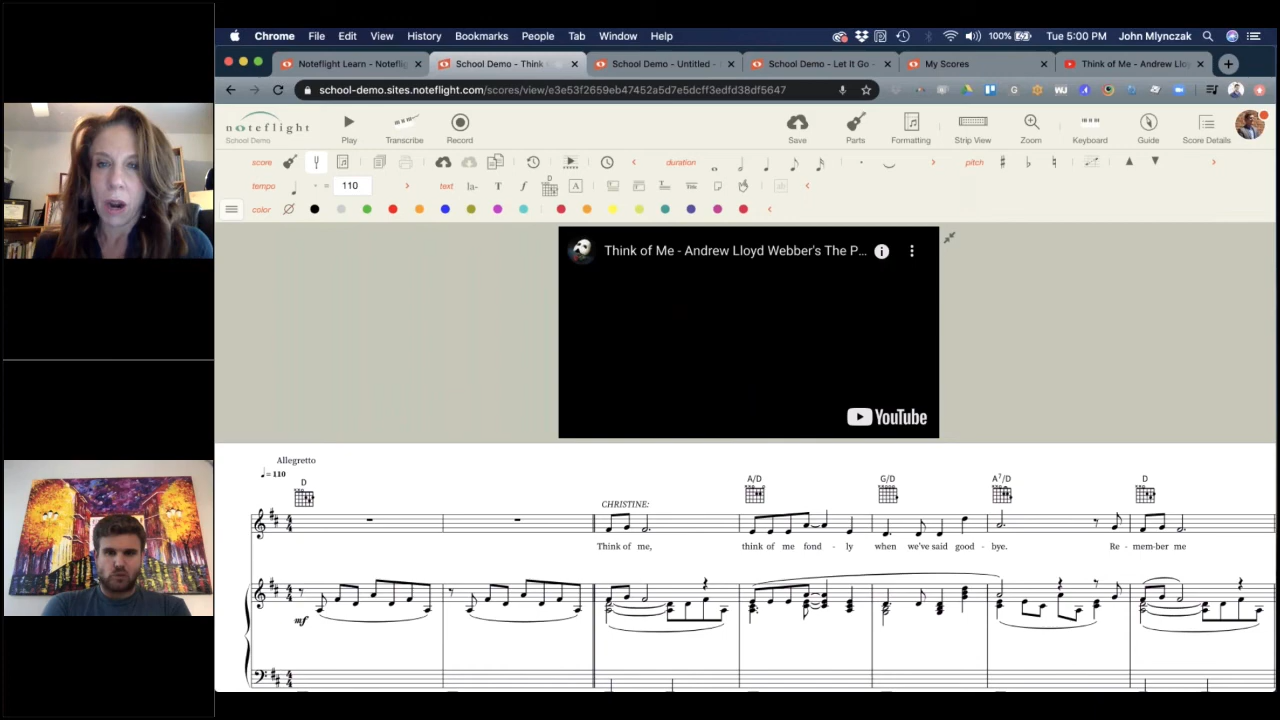 Chrome File Edit View History Bookmarks People Tab Window Help 100% Tue 5:00 PM John Mlynczak
Noteflight Learn - Noteflig School Demo - Think School Demo - Untitled - School Demo - Let It Go - My Scores Think of Me - Andrew Llo
school-demo.sites.noteflight.com/scores/view/e3e53f2659eb47452a5d7e5dcff3edfd38df5647
noteflight
School Demo
Play Transcribe Record Save Parts Formatting Strip View Zoom Keyboard Guide Score Details
score duration pitch
tempo = 110 text la- T f D A Title
color
Think of Me - Andrew Lloyd Webber's The P...
YouTube
Allegretto
= 110
D A/D G/D A7/D D
CHRISTINE:
Think of me, think of me fond - ly when we've said good - bye. Re - mem-ber me
mf